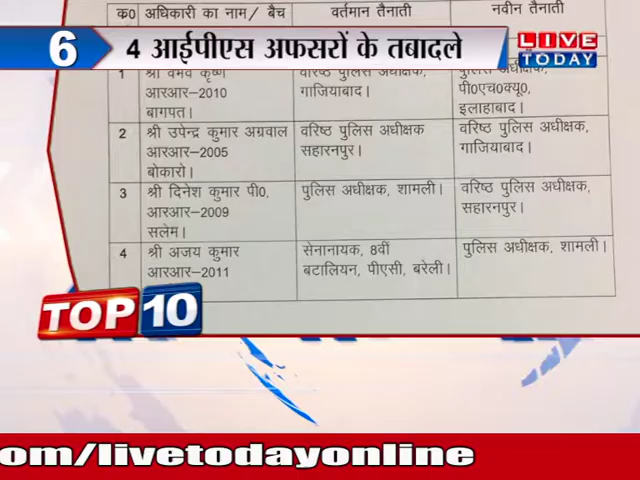 क0 अधिकारी का नाम / बैच वर्तमान तैनाती नवीन तैनाती
6 4 आईपीएस अफसरों के तबादले LIVE
TODAY
1 श्री वैभव कृष्ण वरिष्ठ पुलिस अधीक्षक, पुलिस अधीक्षक,
आरआर-2010 गाजियाबाद। पी0एच0क्यू0,
बागपत। इलाहाबाद।
2 श्री उपेन्द्र कुमार अग्रवाल वरिष्ठ पुलिस अधीक्षक वरिष्ठ पुलिस अधीक्षक,
आरआर-2005 सहारनपुर। गाजियाबाद।
बोकारो।
3 श्री दिनेश कुमार पी0, पुलिस अधीक्षक, शामली। वरिष्ठ पुलिस अधीक्षक,
आरआर-2009 सहारनपुर।
सलेम।
4 श्री अजय कुमार सेनानायक, 8वीं पुलिस अधीक्षक, शामली।
आरआर-2011 बटालियन, पीएसी, बरेली।
TOP 10
om/livetodayonline